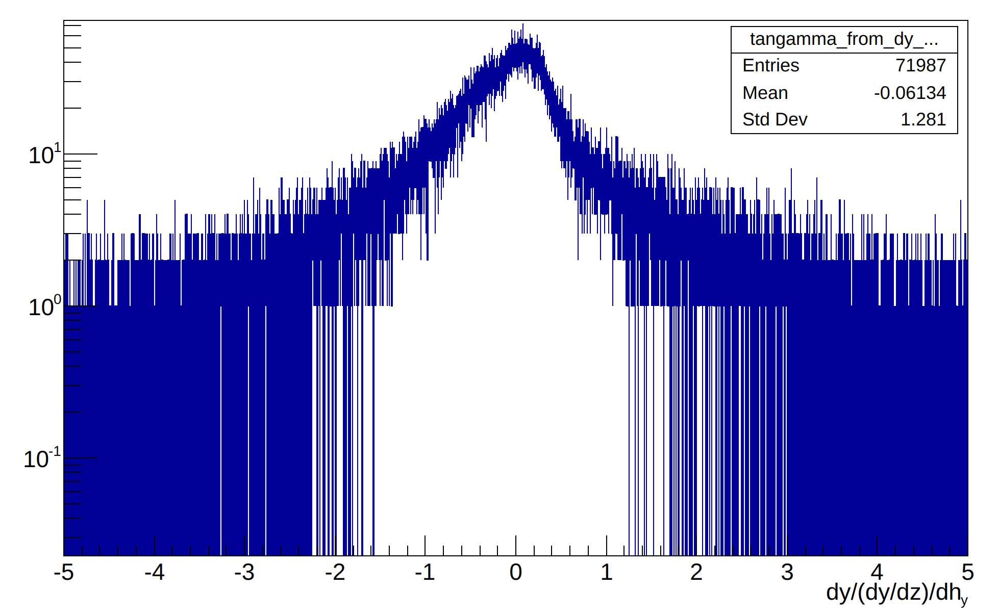 tangamma_from_dy_...
Entries 71987
Mean -0.06134
Std Dev 1.281
10¹
10⁰
10⁻¹
-5 -4 -3 -2 -1 0 1 2 3 4 5
dy/(dy/dz)/dh_y